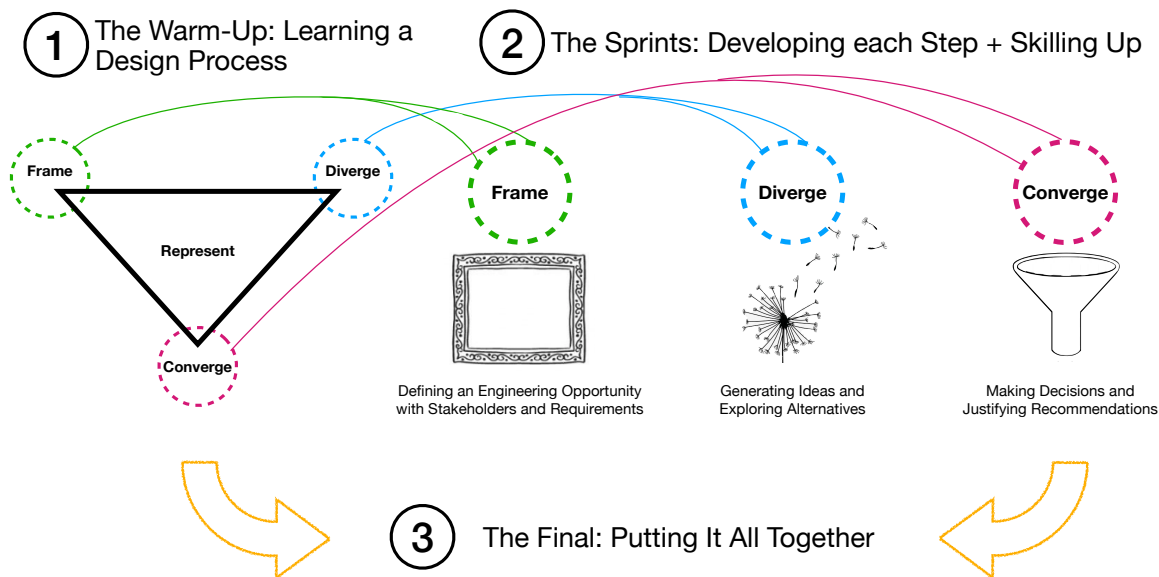 1
The Warm-Up: Learning a
Design Process
2
The Sprints: Developing each Step + Skilling Up
Frame
Diverge
Represent
Converge
Frame
Diverge
Converge
Defining an Engineering Opportunity
with Stakeholders and Requirements
Generating Ideas and
Exploring Alternatives
Making Decisions and
Justifying Recommendations
3
The Final: Putting It All Together